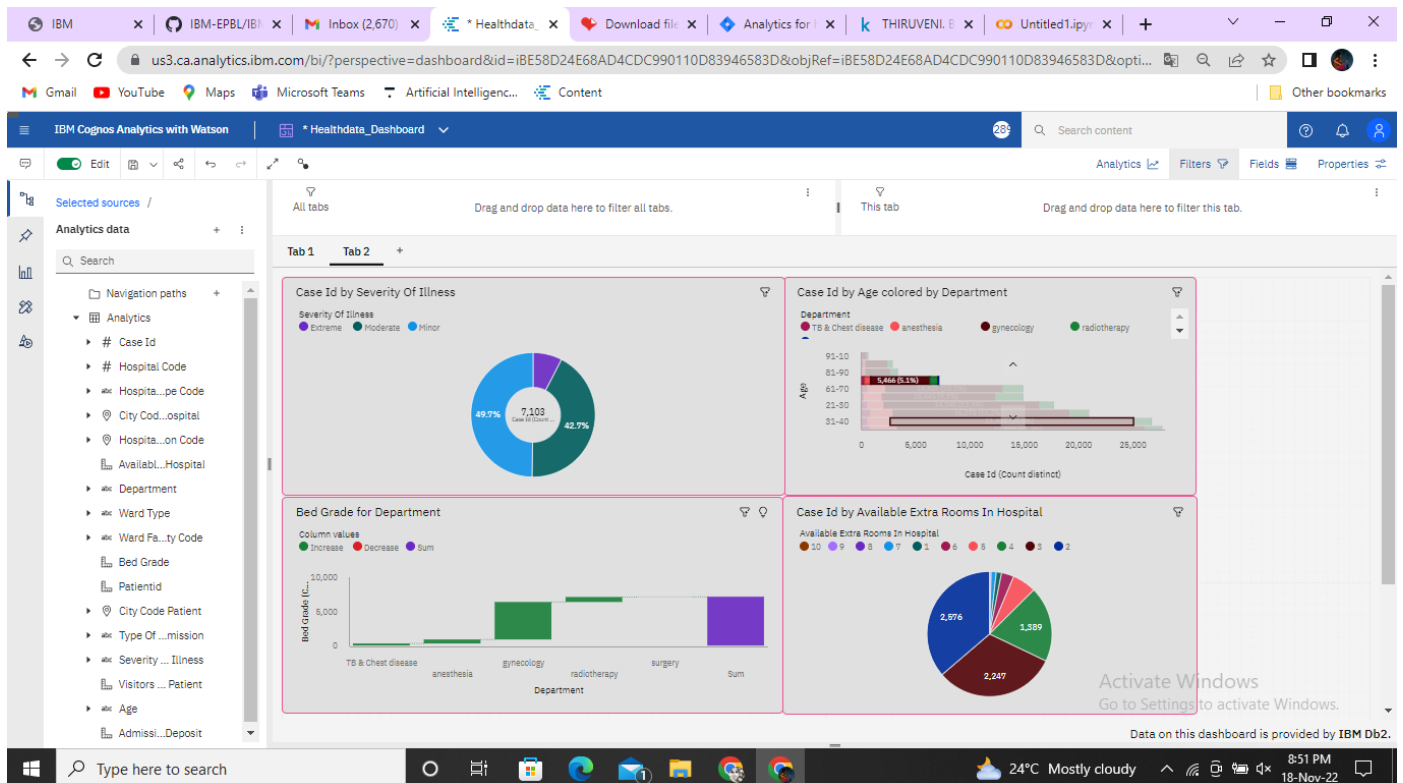 IBM
IBM-EPBL/IBM
Inbox (2,670)
* Healthdata_
Download file
Analytics for
THIRUVENI. B
Untitled1.ipy
us3.ca.analytics.ibm.com/bi/?perspective=dashboard&id=iBE58D24E68AD4CDC990110D83946583D&objRef=iBE58D24E68AD4CDC990110D83946583D&opti...
Gmail YouTube Maps Microsoft Teams Artificial Intelligenc... Content Other bookmarks
IBM Cognos Analytics with Watson * Healthdata_Dashboard Search content
Edit Analytics Filters Fields Properties
Selected sources /
Analytics data
Search
Navigation paths
Analytics
# Case Id
# Hospital Code
abc Hospita...pe Code
City Cod...ospital
Hospita...on Code
Availabl...Hospital
abc Department
abc Ward Type
abc Ward Fa...ty Code
Bed Grade
Patientid
City Code Patient
abc Type Of ...mission
abc Severity ... Illness
Visitors ... Patient
abc Age
Admissi...Deposit
All tabs
Drag and drop data here to filter all tabs.
This tab
Drag and drop data here to filter this tab.
Tab 1 Tab 2 +
Case Id by Severity Of Illness
Severity Of Illness
Extreme Moderate Minor
49.7%
7,103
Case Id (Count ...
42.7%
Case Id by Age colored by Department
Department
TB & Chest disease anesthesia gynecology radiotherapy
Age
91-10
81-90
61-70
21-30
31-40
5,466 (5.1%)
0 5,000 10,000 15,000 20,000 25,000
Case Id (Count distinct)
Bed Grade for Department
Column values
Increase Decrease Sum
Bed Grade (C...
10,000
5,000
0
TB & Chest disease anesthesia gynecology radiotherapy surgery Sum
Department
Case Id by Available Extra Rooms In Hospital
Available Extra Rooms In Hospital
10 9 8 7 1 6 5 4 3 2
2,576
1,389
2,247
Activate Windows
Go to Settings to activate Windows.
Data on this dashboard is provided by IBM Db2.
Type here to search
24°C Mostly cloudy
8:51 PM
18-Nov-22